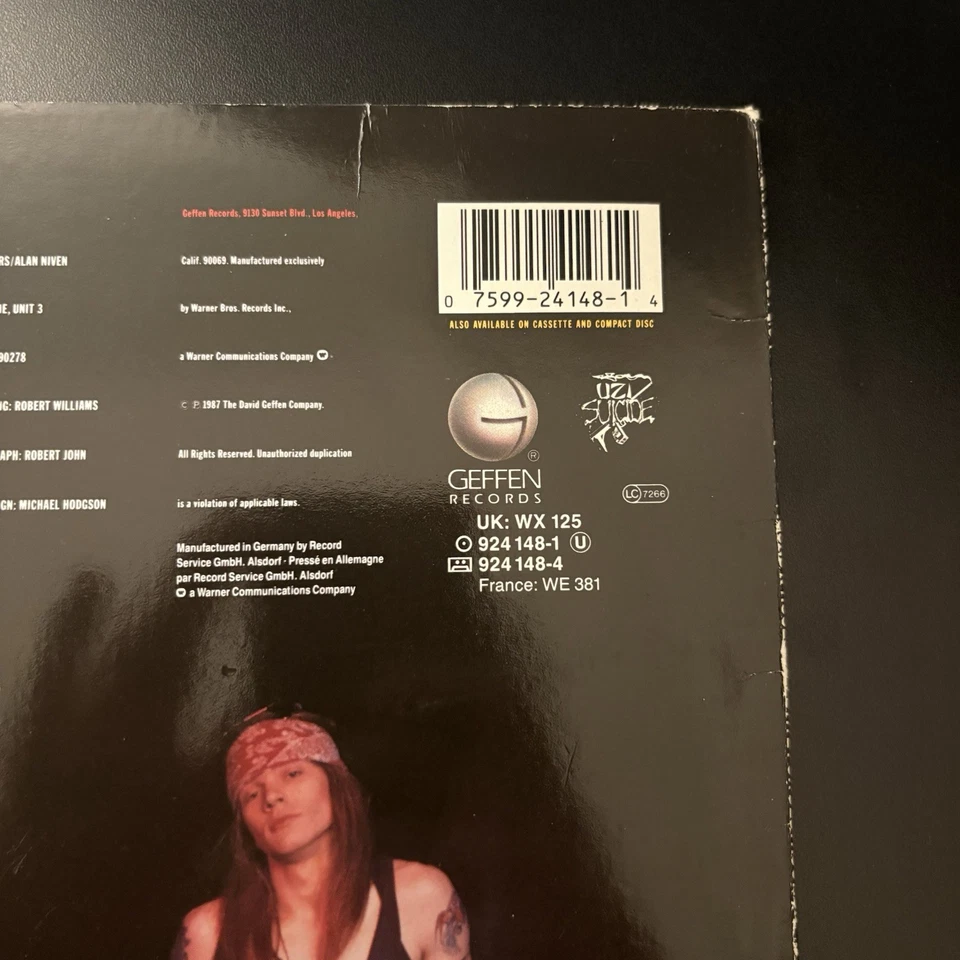 Geffen Records, 9130 Sunset Blvd., Los Angeles,
RS/ALAN NIVEN
Calif. 90069. Manufactured exclusively
E, UNIT 3
by Warner Bros. Records Inc.,
90278
a Warner Communications Company
G: ROBERT WILLIAMS
© ℗ 1987 The David Geffen Company.
APH: ROBERT JOHN
All Rights Reserved. Unauthorized duplication
GN: MICHAEL HODGSON
is a violation of applicable laws.
Manufactured in Germany by Record
Service GmbH. Alsdorf · Pressé en Allemagne
par Record Service GmbH. Alsdorf
a Warner Communications Company
0 7599-24148-1 4
ALSO AVAILABLE ON CASSETTE AND COMPACT DISC
G
®
GEFFEN
RECORDS
UZI
SUICIDE
LC 7266
UK: WX 125
924 148-1 U
924 148-4
France: WE 381